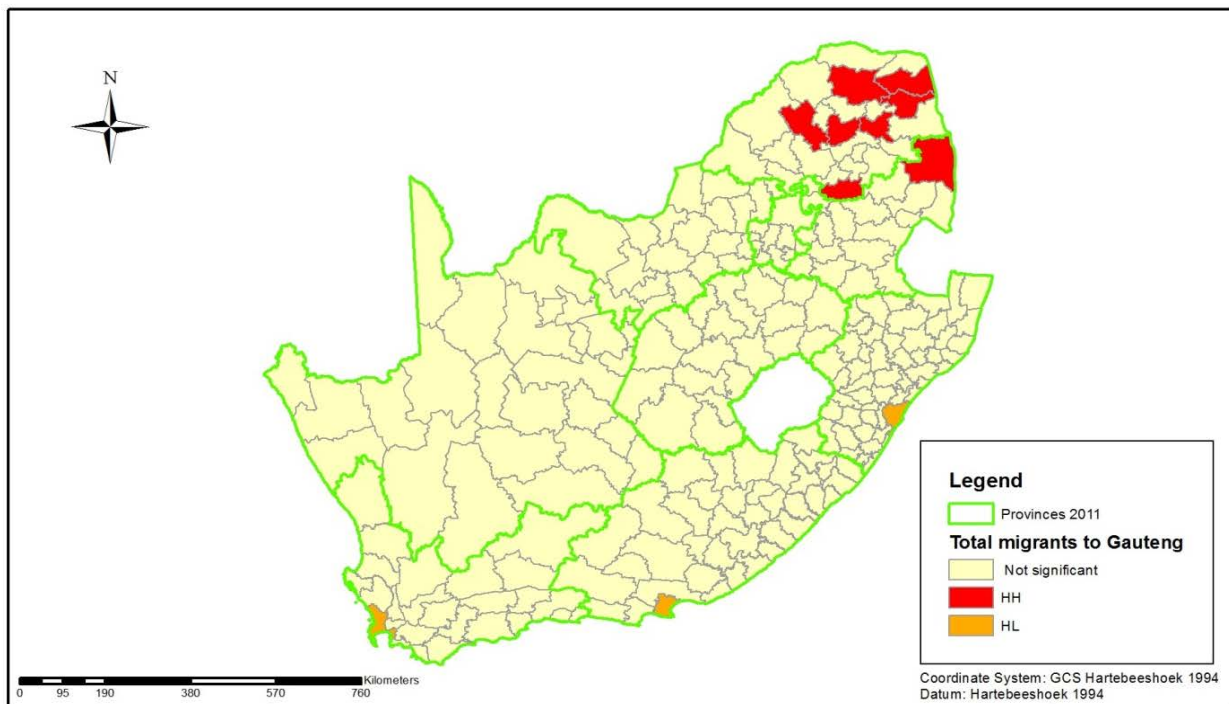 N
Legend
Provinces 2011
Total migrants to Gauteng
Not significant
HH
HL
Kilometers
0 95 190 380 570 760
Coordinate System: GCS Hartebeeshoek 1994
Datum: Hartebeeshoek 1994